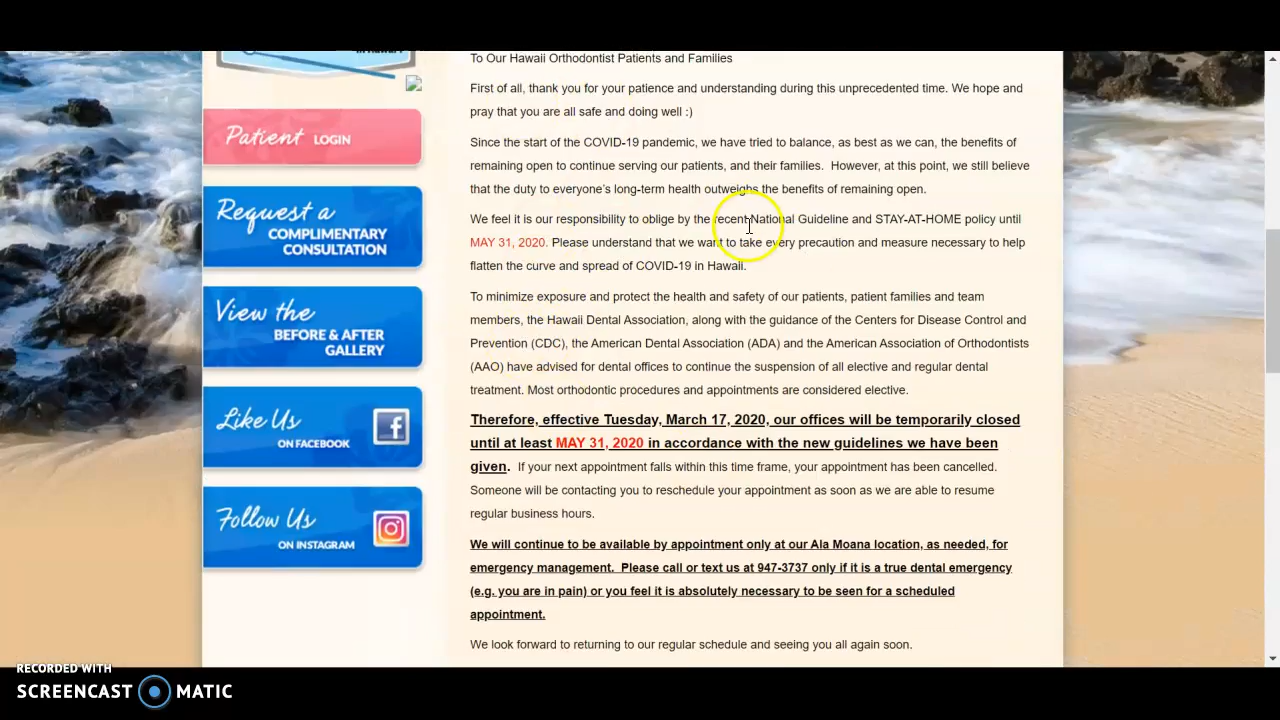 To Our Hawaii Orthodontist Patients and Families
First of all, thank you for your patience and understanding during this unprecedented time. We hope and
pray that you are all safe and doing well :)
Since the start of the COVID-19 pandemic, we have tried to balance, as best as we can, the benefits of
remaining open to continue serving our patients, and their families.  However, at this point, we still believe
that the duty to everyone's long-term health outweighs the benefits of remaining open.
We feel it is our responsibility to oblige by the recent National Guideline and STAY-AT-HOME policy until
MAY 31, 2020. Please understand that we want to take every precaution and measure necessary to help
flatten the curve and spread of COVID-19 in Hawaii.
To minimize exposure and protect the health and safety of our patients, patient families and team
members, the Hawaii Dental Association, along with the guidance of the Centers for Disease Control and
Prevention (CDC), the American Dental Association (ADA) and the American Association of Orthodontists
(AAO) have advised for dental offices to continue the suspension of all elective and regular dental
treatment. Most orthodontic procedures and appointments are considered elective.
Therefore, effective Tuesday, March 17, 2020, our offices will be temporarily closed
until at least MAY 31, 2020 in accordance with the new guidelines we have been
given.  If your next appointment falls within this time frame, your appointment has been cancelled.
Someone will be contacting you to reschedule your appointment as soon as we are able to resume
regular business hours.
We will continue to be available by appointment only at our Ala Moana location, as needed, for
emergency management.  Please call or text us at 947-3737 only if it is a true dental emergency
(e.g. you are in pain) or you feel it is absolutely necessary to be seen for a scheduled
appointment.
We look forward to returning to our regular schedule and seeing you all again soon.
Patient LOGIN
Request a
COMPLIMENTARY
CONSULTATION
View the
BEFORE & AFTER
GALLERY
Like Us
ON FACEBOOK
Follow Us
ON INSTAGRAM
RECORDED WITH
SCREENCAST MATIC